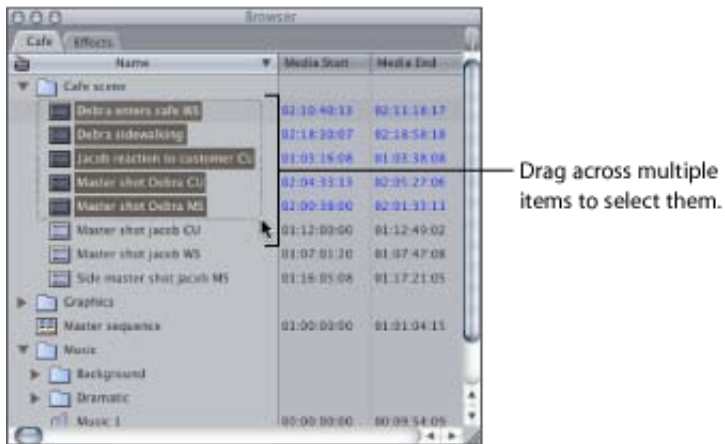 Browser
Cafe Effects
Name Media Start Media End
Cafe scene
Debra enters cafe WS 02:10:40:13 02:11:18:17
Debra sidewalking 02:18:30:07 02:18:58:18
Jacob reaction to customer CU 01:03:16:08 01:03:38:08
Master shot Debra CU 02:04:33:13 02:05:27:06
Master shot Debra MS 02:00:38:00 02:01:33:11
Master shot jacob CU 01:12:00:00 01:12:49:02
Master shot jacob WS 01:07:01:20 01:07:47:08
Side master shot jacob MS 01:16:05:08 01:17:21:05
Graphics
Master sequence 01:00:00:00 01:01:04:15
Music
Background
Dramatic
Music 1 00:00:00:00 00:09:54:09
Drag across multiple
items to select them.